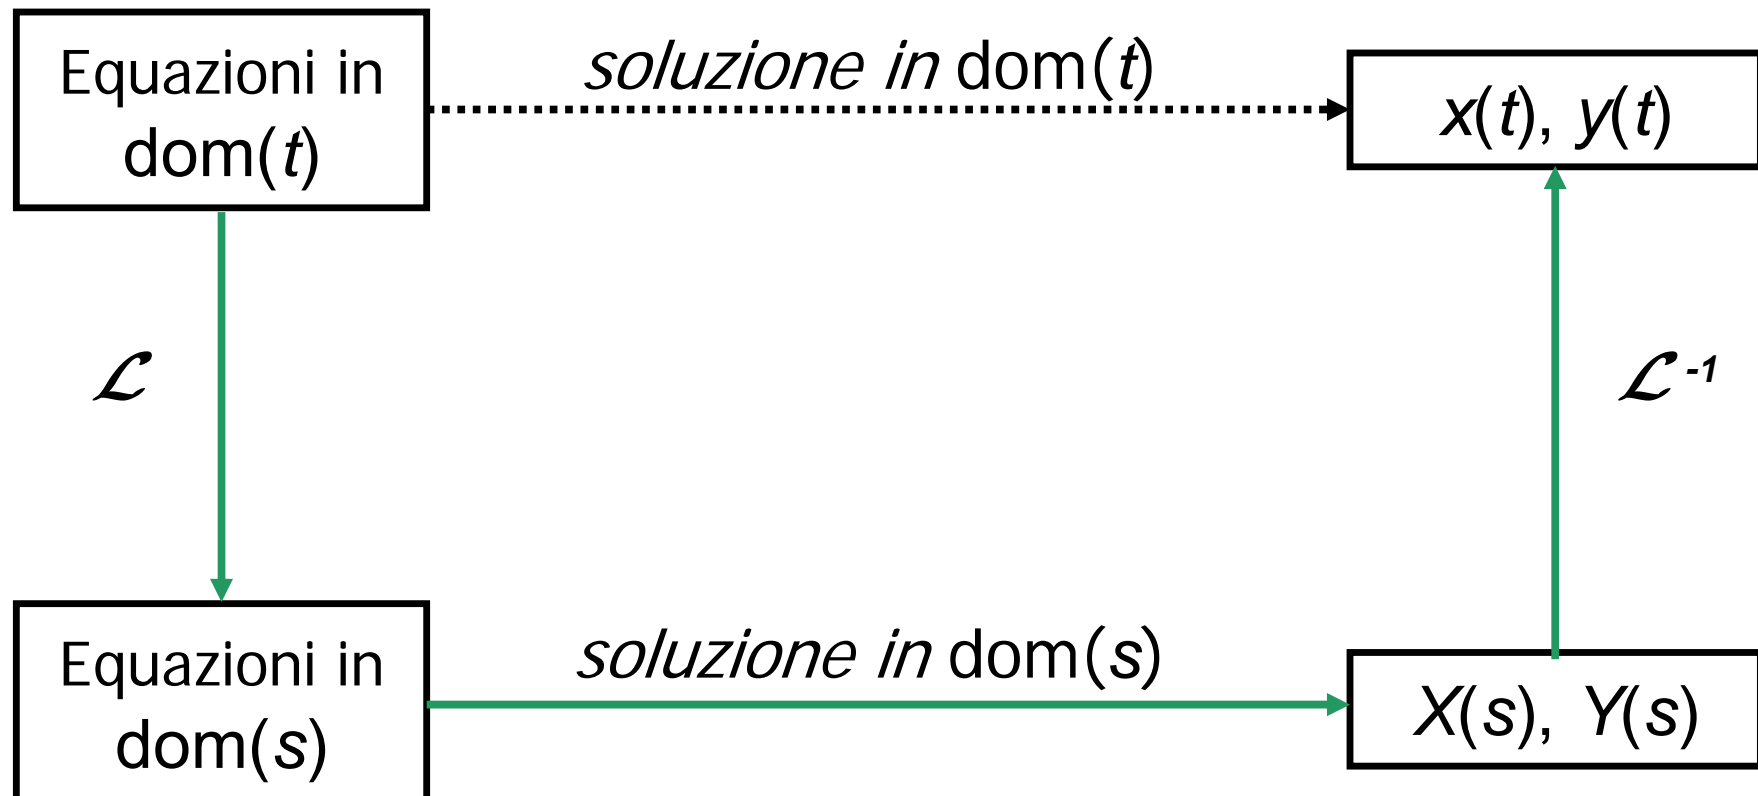 Equazioni in
dom(t)
soluzione in dom(t)
x(t), y(t)
ℒ
ℒ -1
Equazioni in
dom(s)
soluzione in dom(s)
X(s), Y(s)